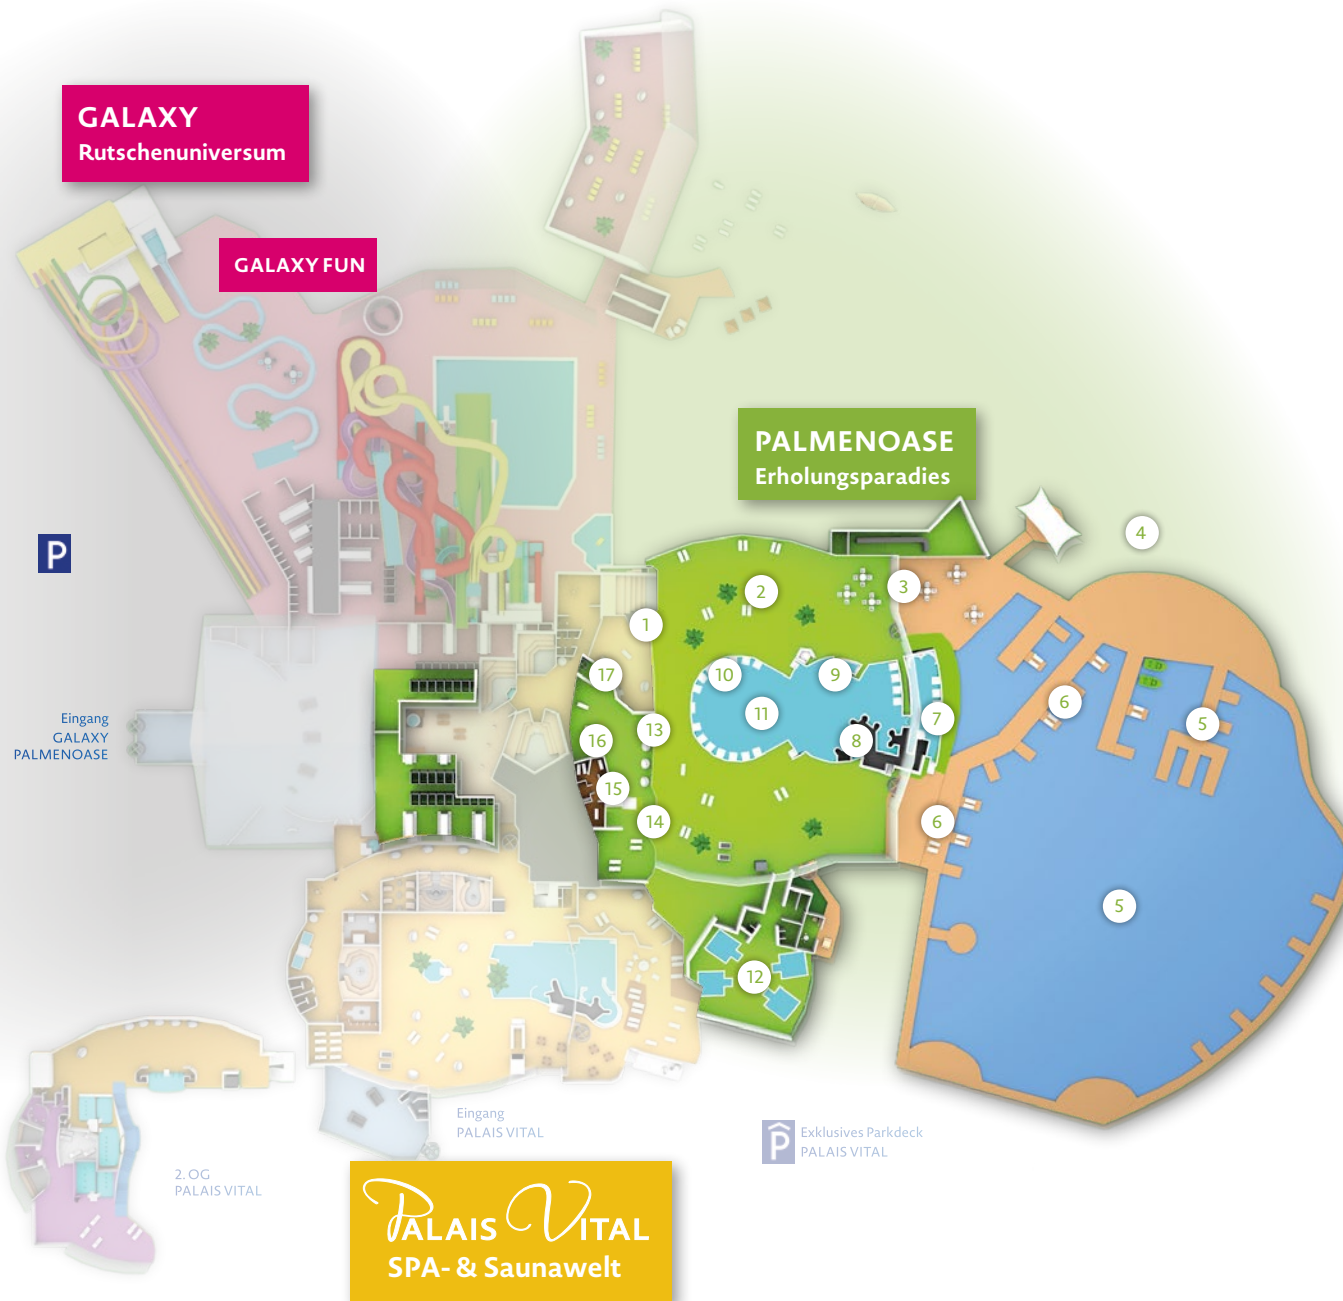 GALAXY
Rutschenuniversum
GALAXY FUN
PALMENOASE
Erholungsparadies
P
4
3
2
1
17
10
9
6
7
5
11
13
16
8
15
14
6
5
12
Eingang
GALAXY
PALMENOASE
Eingang
PALAIS VITAL
P
Exklusives Parkdeck
PALAIS VITAL
2. OG
PALAIS VITAL
PALAIS VITAL
SPA- & Saunawelt